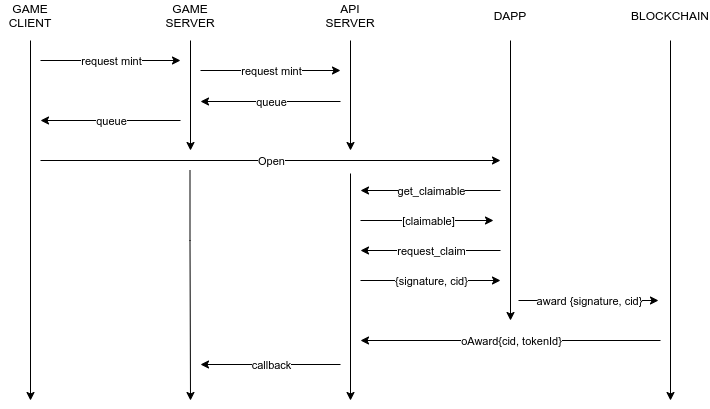 GAME
CLIENT
GAME
SERVER
API
SERVER
DAPP
BLOCKCHAIN
request mint
request mint
queue
queue
Open
get_claimable
[claimable]
request_claim
{signature, cid}
award {signature, cid}
oAward{cid, tokenId}
callback